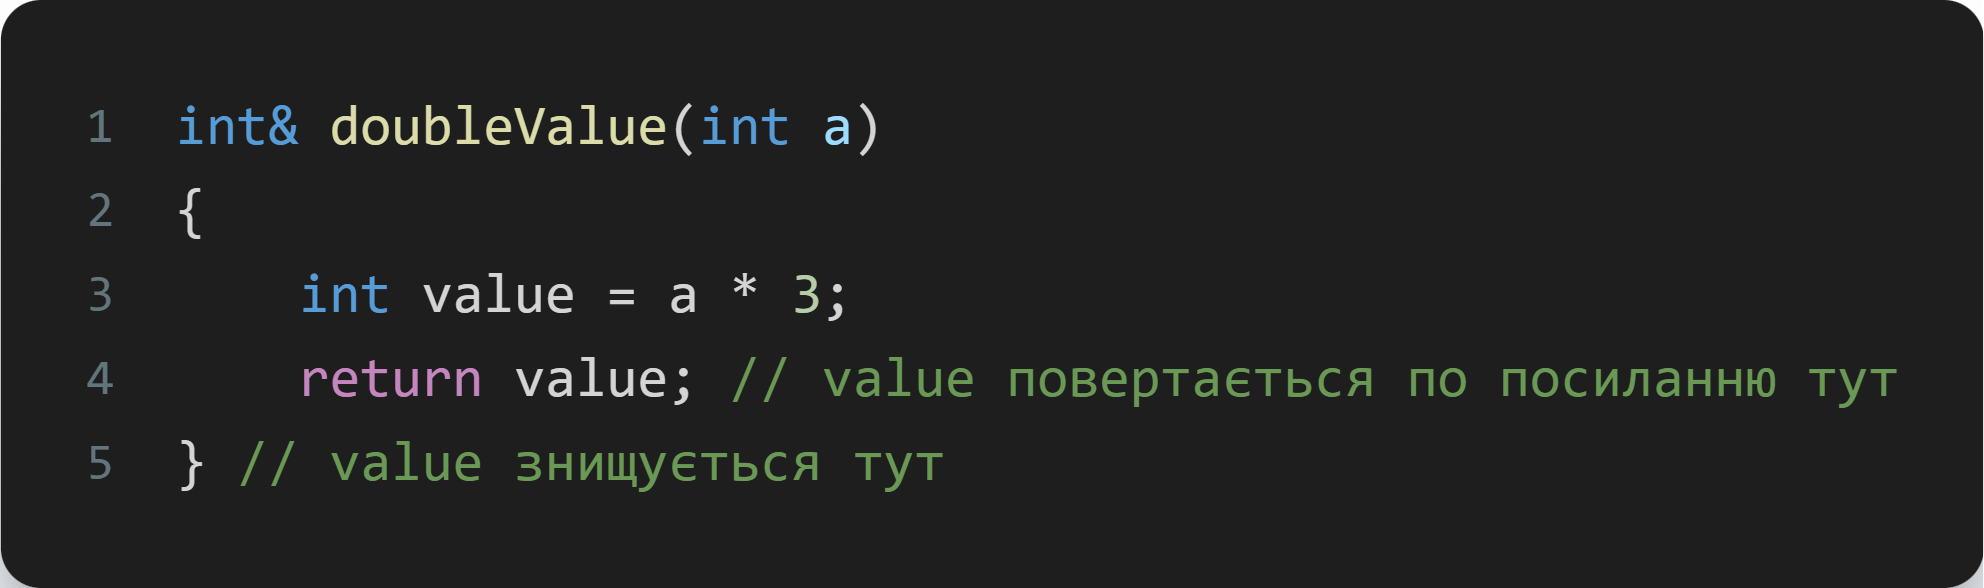 1 int& doubleValue(int a)
2 {
3     int value = a * 3;
4     return value; // value повертається по посиланню тут
5 } // value знищується тут